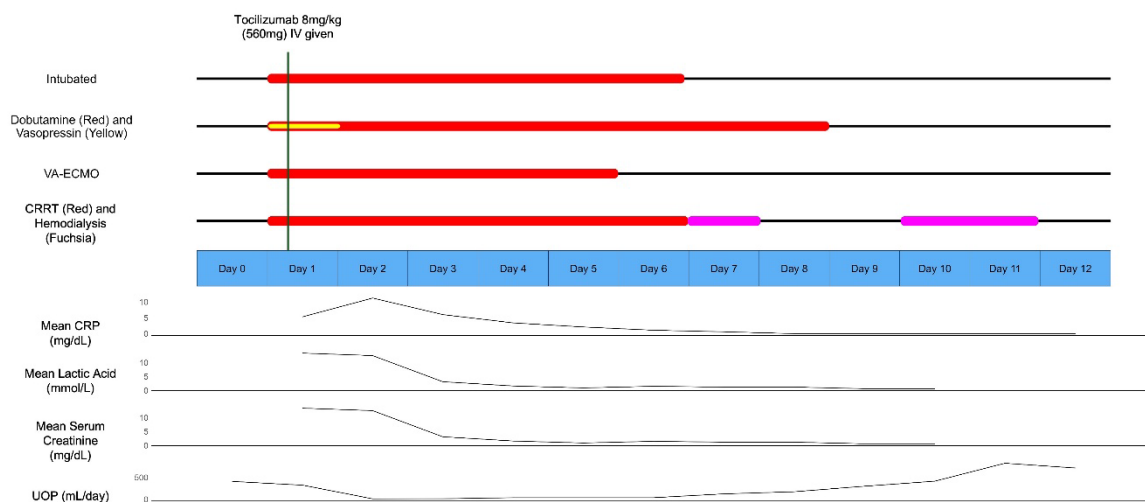 Tocilizumab 8mg/kg
(560mg) IV given
Intubated
Dobutamine (Red) and
Vasopressin (Yellow)
VA-ECMO
CRRT (Red) and
Hemodialysis
(Fuchsia)
Day 0 Day 1 Day 2 Day 3 Day 4 Day 5 Day 6 Day 7 Day 8 Day 9 Day 10 Day 11 Day 12
Mean CRP
(mg/dL)
10
5
0
Mean Lactic Acid
(mmol/L)
10
5
0
Mean Serum
Creatinine
(mg/dL)
10
5
0
UOP (mL/day)
500
0